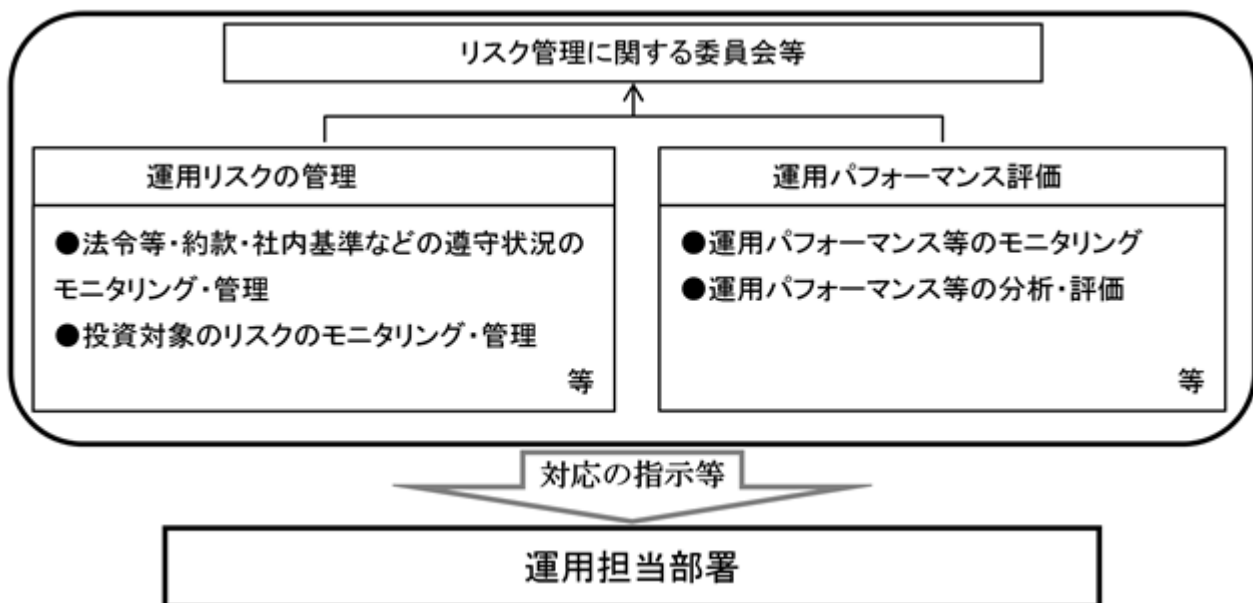 リスク管理に関する委員会等
運用リスクの管理
●法令等・約款・社内基準などの遵守状況の
モニタリング・管理
●投資対象のリスクのモニタリング・管理
等
運用パフォーマンス評価
●運用パフォーマンス等のモニタリング
●運用パフォーマンス等の分析・評価
等
対応の指示等
運用担当部署